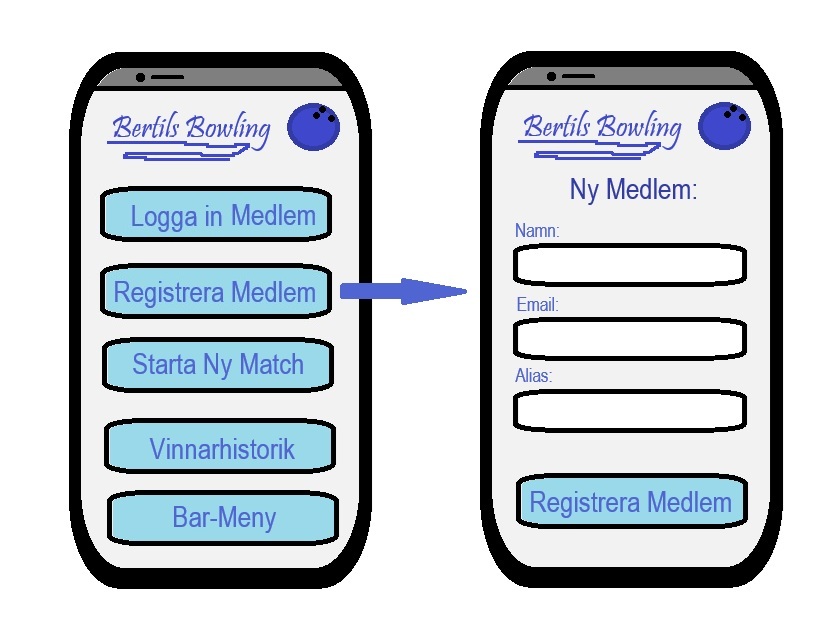 Bertils Bowling
Logga in Medlem
Registrera Medlem
Starta Ny Match
Vinnarhistorik
Bar-Meny
Bertils Bowling
Ny Medlem:
Namn:
Email:
Alias:
Registrera Medlem